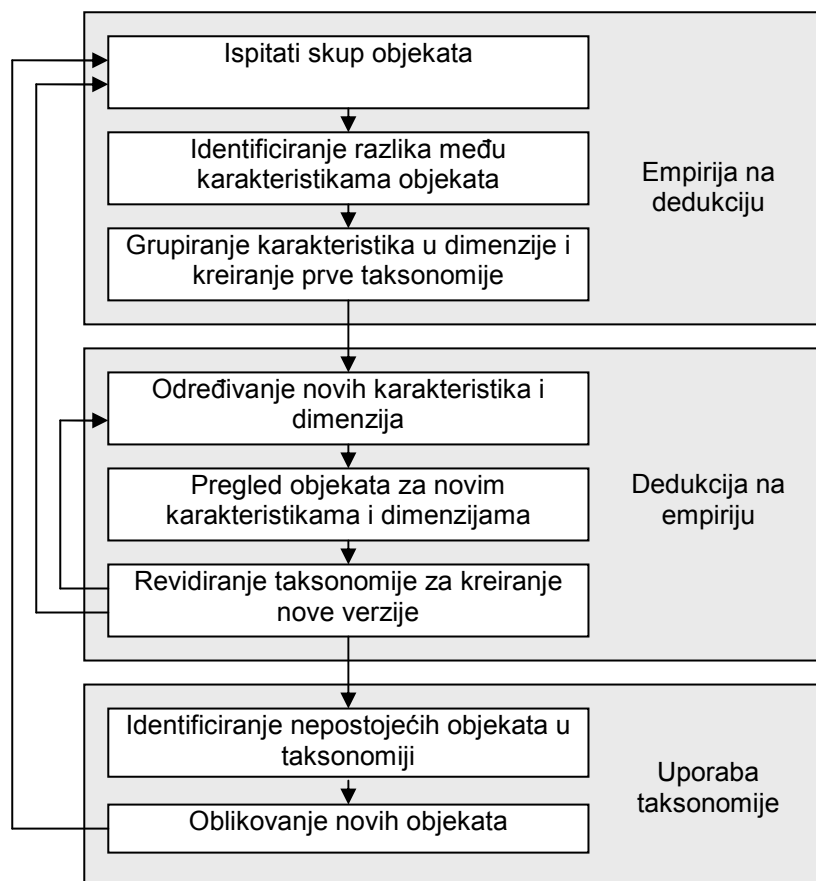 Ispitati skup objekata
Identificiranje razlika među
karakteristikama objekata
Grupiranje karakteristika u dimenzije i
kreiranje prve taksonomije
Empirija na
dedukciju
Određivanje novih karakteristika i
dimenzija
Pregled objekata za novim
karakteristikama i dimenzijama
Revidiranje taksonomije za kreiranje
nove verzije
Dedukcija na
empiriju
Identificiranje nepostojećih objekata u
taksonomiji
Oblikovanje novih objekata
Uporaba
taksonomije